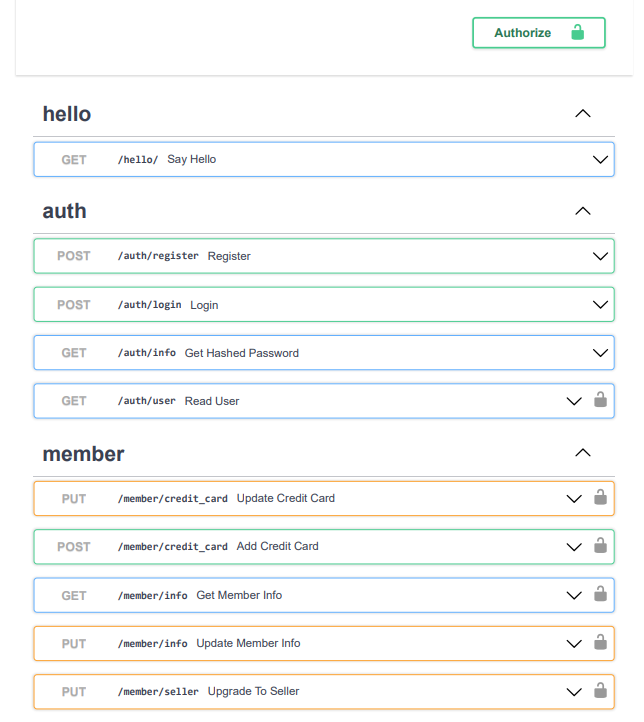 Authorize
hello
GET /hello/ Say Hello
auth
POST /auth/register Register
POST /auth/login Login
GET /auth/info Get Hashed Password
GET /auth/user Read User
member
PUT /member/credit_card Update Credit Card
POST /member/credit_card Add Credit Card
GET /member/info Get Member Info
PUT /member/info Update Member Info
PUT /member/seller Upgrade To Seller